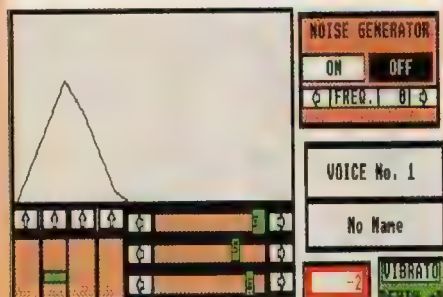 NOISE GENERATOR
ON OFF
FREQ. 0
VOICE No. 1
No Name
-2
VIBRATO